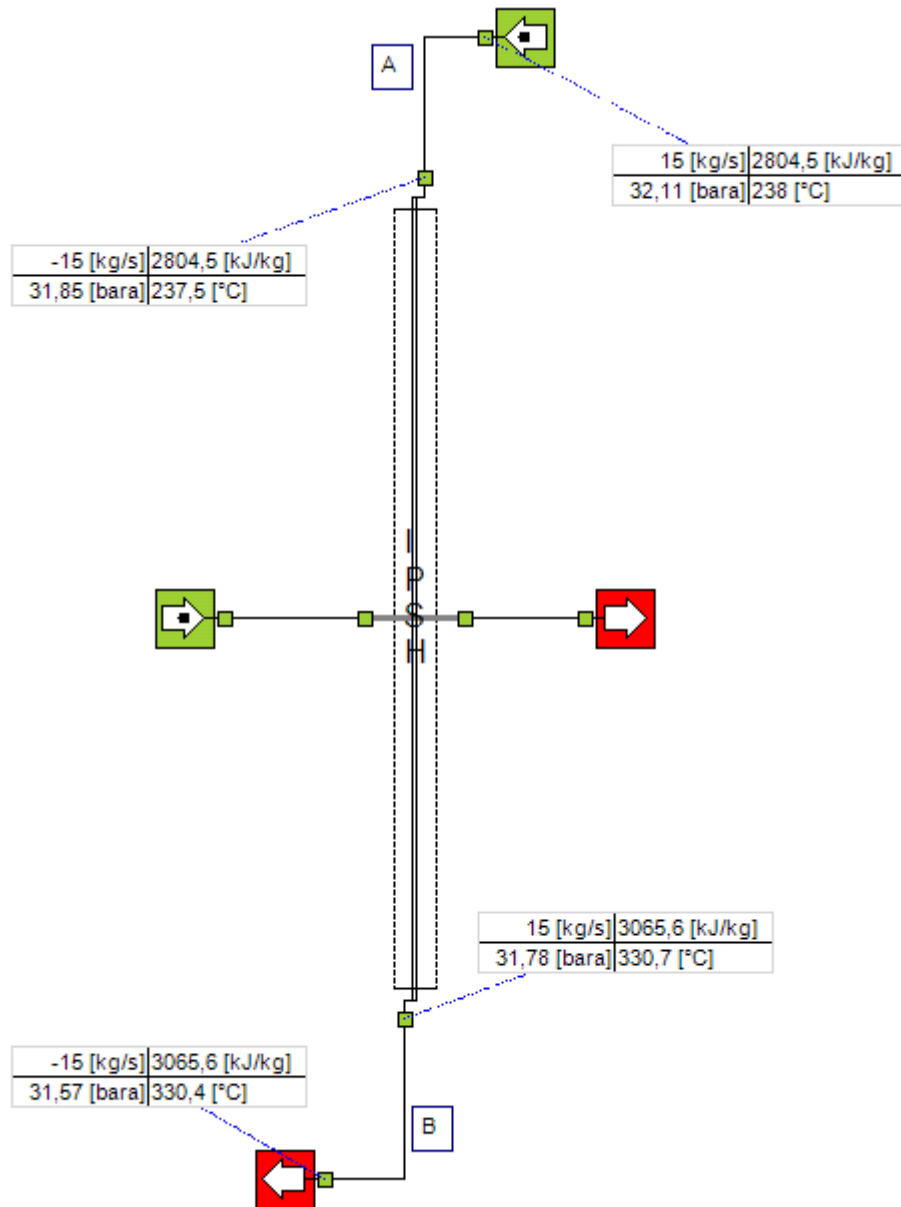 A
15 [kg/s] 2804,5 [kJ/kg]
32,11 [bara] 238 [°C]
-15 [kg/s] 2804,5 [kJ/kg]
31,85 [bara] 237,5 [°C]
I
P
S
H
15 [kg/s] 3065,6 [kJ/kg]
31,78 [bara] 330,7 [°C]
-15 [kg/s] 3065,6 [kJ/kg]
31,57 [bara] 330,4 [°C]
B